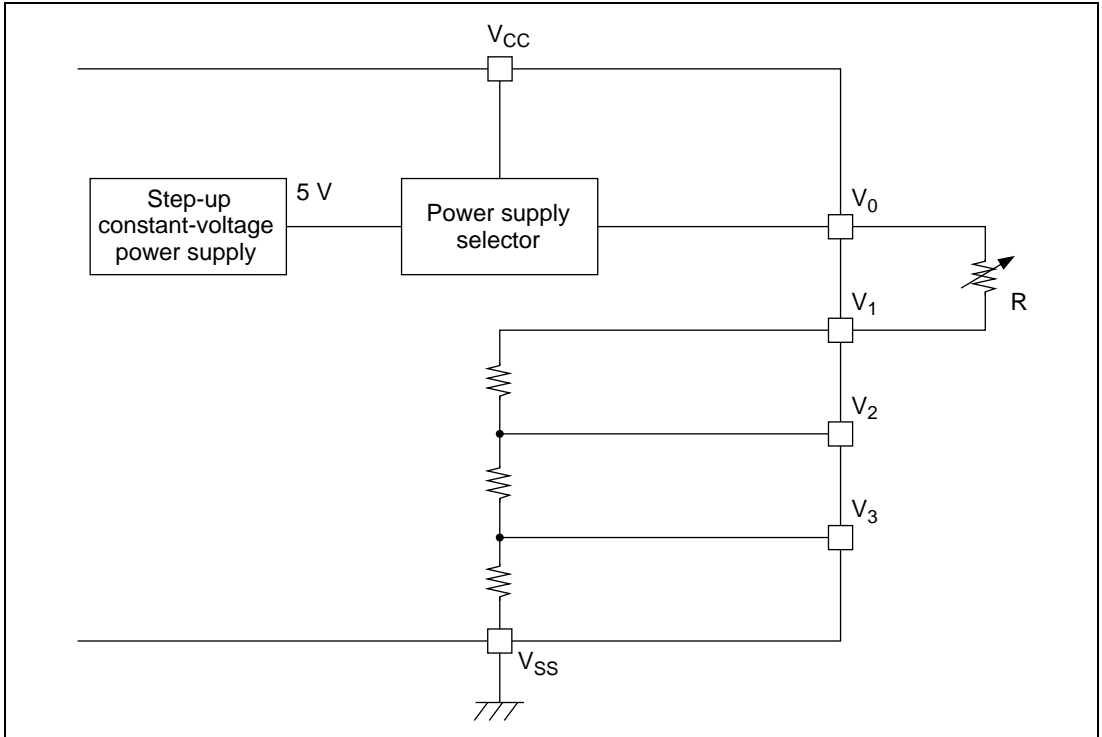 VCC
Step-up
constant-voltage
power supply
5 V
Power supply
selector
V0
R
V1
V2
V3
VSS